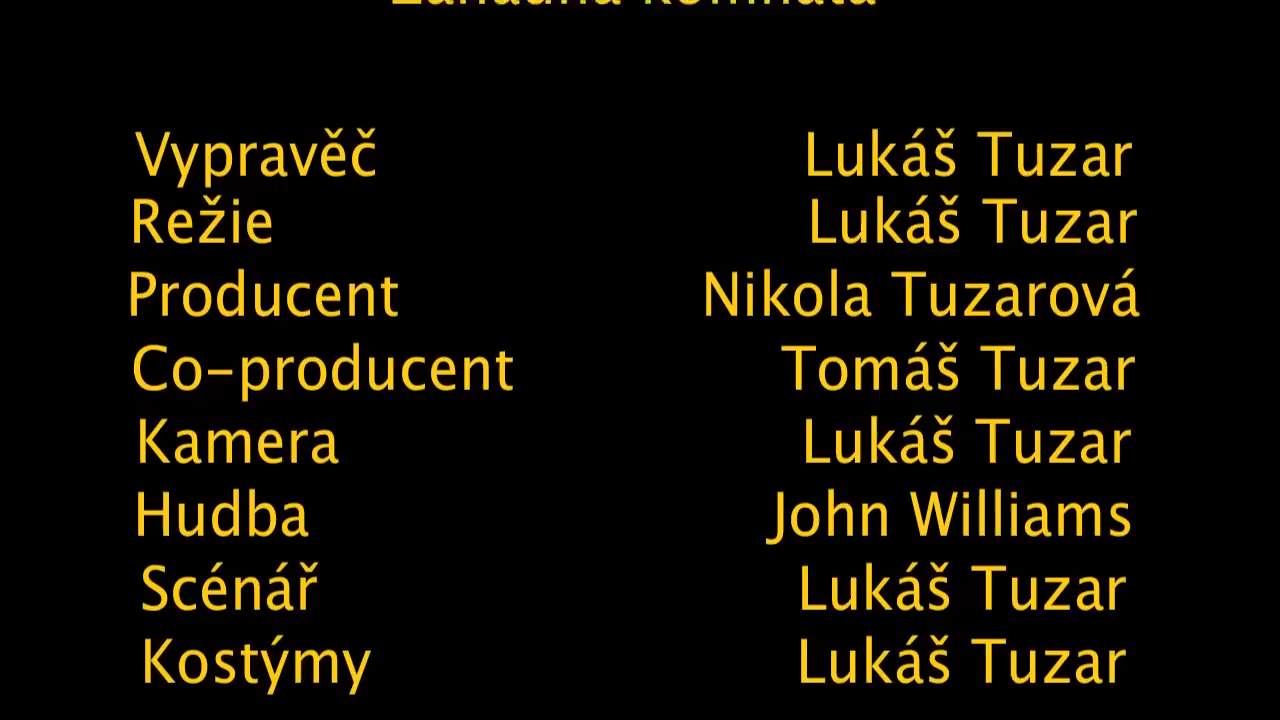 Vypravěč Lukáš Tuzar
Režie Lukáš Tuzar
Producent Nikola Tuzarová
Co-producent Tomáš Tuzar
Kamera Lukáš Tuzar
Hudba John Williams
Scénář Lukáš Tuzar
Kostýmy Lukáš Tuzar